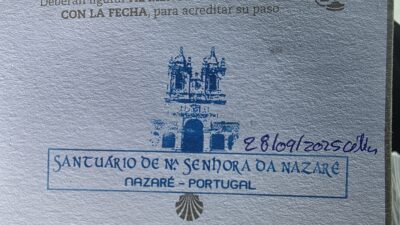 Deberán figurar
CON LA FECHA, para acreditar su paso
28/09/2025
SANTUÁRIO DE Nª SENHORA DA NAZARÉ
NAZARÉ - PORTUGAL